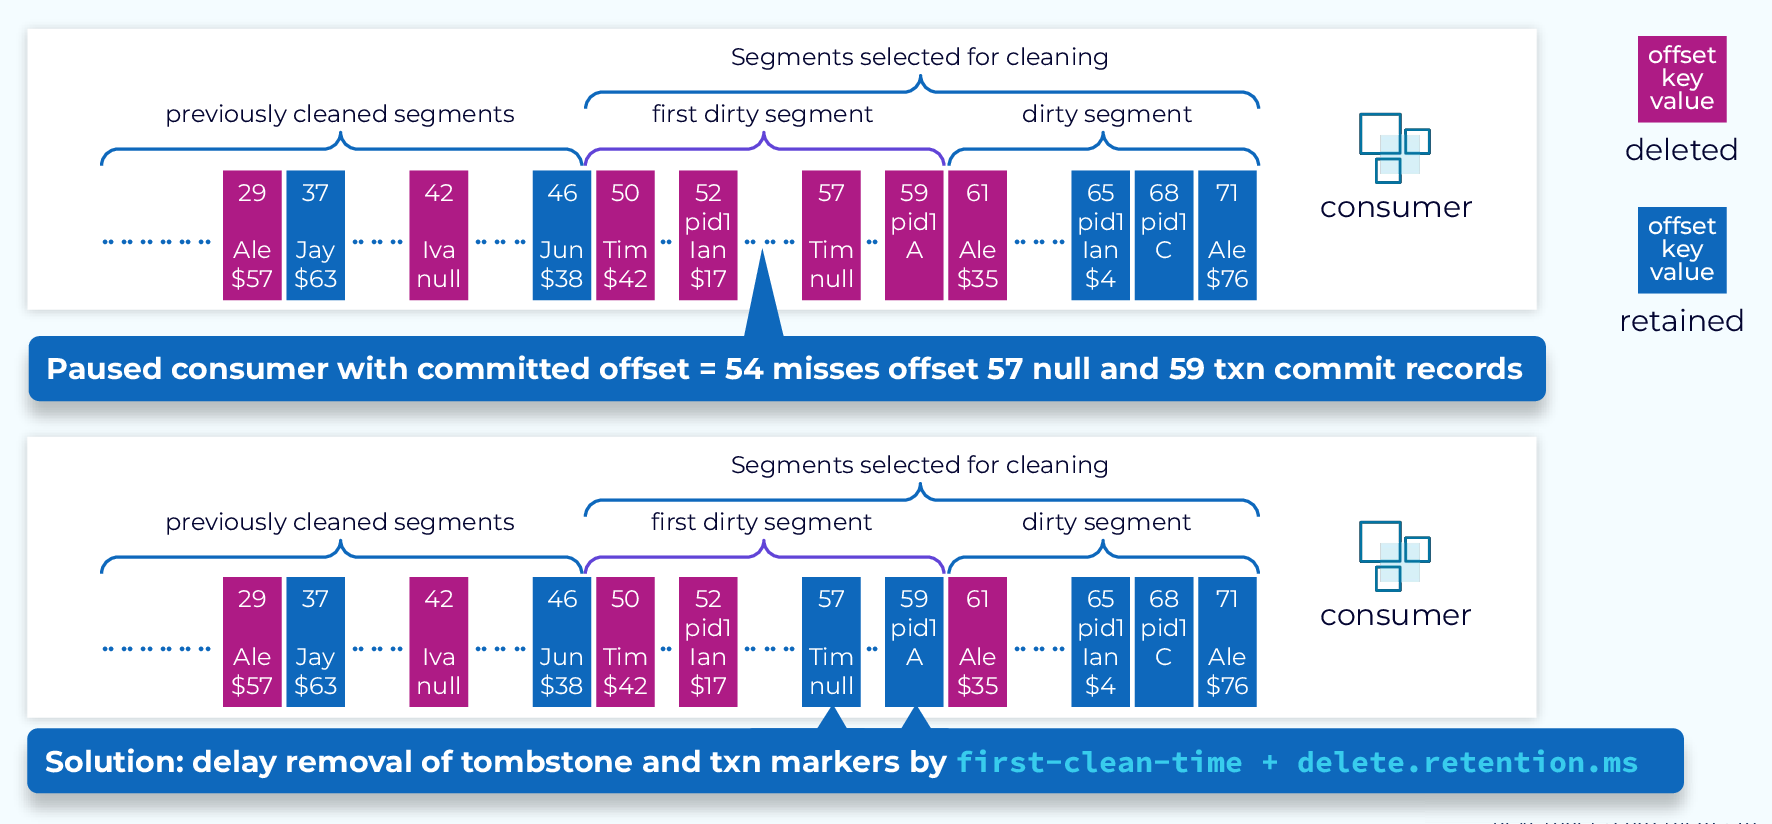 Segments selected for cleaning
previously cleaned segments
first dirty segment
dirty segment
29
Ale
$57
37
Jay
$63
42
Iva
null
46
Jun
$38
50
Tim
$42
52
pid1
Ian
$17
57
Tim
null
59
pid1
A
61
Ale
$35
65
pid1
Ian
$4
68
pid1
C
71
Ale
$76
consumer
offset
key
value
deleted
offset
key
value
retained
Paused consumer with committed offset = 54 misses offset 57 null and 59 txn commit records
Segments selected for cleaning
previously cleaned segments
first dirty segment
dirty segment
29
Ale
$57
37
Jay
$63
42
Iva
null
46
Jun
$38
50
Tim
$42
52
pid1
Ian
$17
57
Tim
null
59
pid1
A
61
Ale
$35
65
pid1
Ian
$4
68
pid1
C
71
Ale
$76
consumer
Solution: delay removal of tombstone and txn markers by first-clean-time + delete.retention.ms